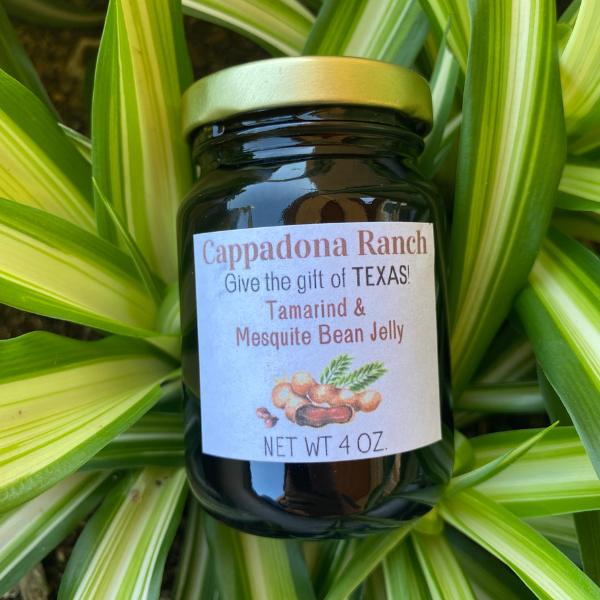 Cappadona Ranch
Give the gift of TEXAS!
Tamarind &
Mesquite Bean Jelly
NET WT 4 OZ.